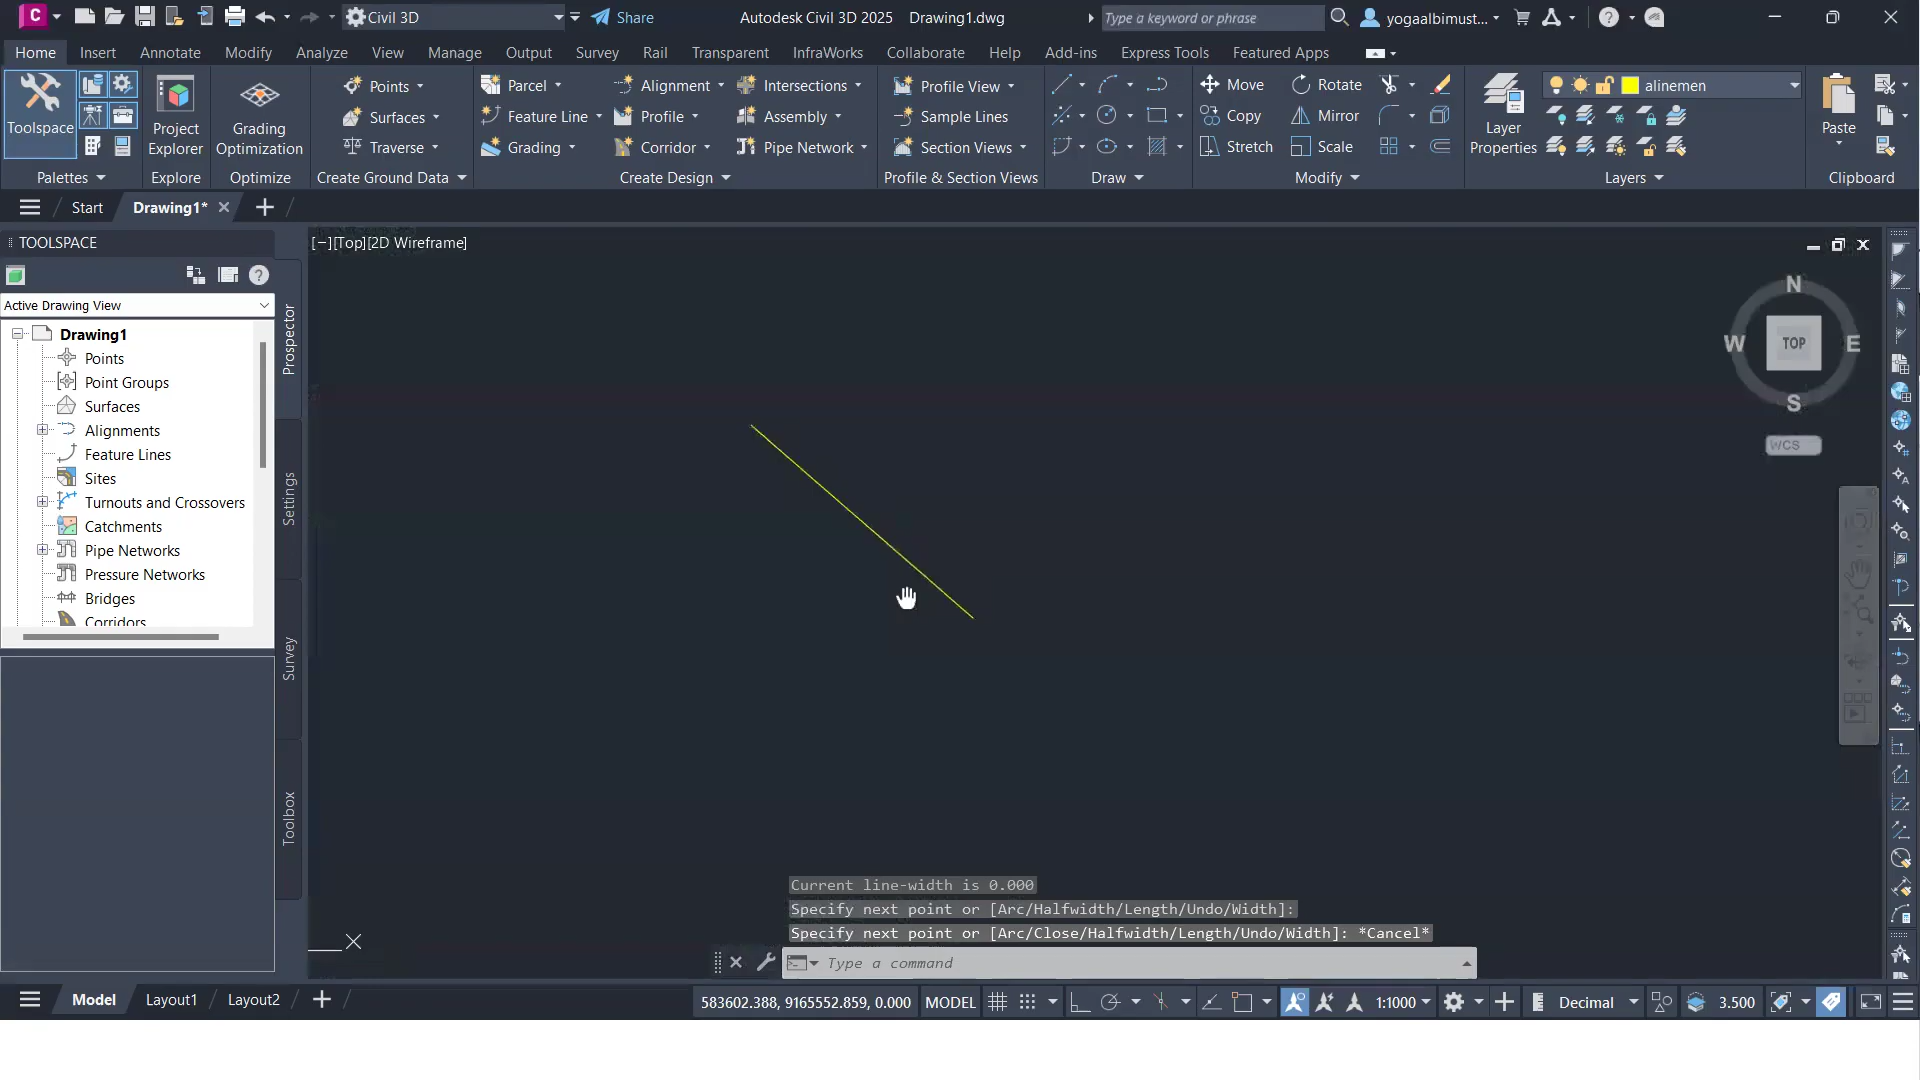 C
Civil 3D
Share
Autodesk Civil 3D 2025 Drawing1.dwg
Type a keyword or phrase
yogaalbimust...
Home Insert Annotate Modify Analyze View Manage Output Survey Rail Transparent InfraWorks Collaborate Help Add-ins Express Tools Featured Apps
Toolspace
Project
Explorer
Grading
Optimization
Points
Surfaces
Traverse
Parcel
Feature Line
Grading
Alignment
Profile
Corridor
Intersections
Assembly
Pipe Network
Profile View
Sample Lines
Section Views
Move
Copy
Stretch
Rotate
Mirror
Scale
Layer
Properties
alinemen
Paste
Palettes Explore Optimize Create Ground Data Create Design Profile & Section Views Draw Modify Layers Clipboard
Start Drawing1*
TOOLSPACE
Active Drawing View
Drawing1
Points
Point Groups
Surfaces
Alignments
Feature Lines
Sites
Turnouts and Crossovers
Catchments
Pipe Networks
Pressure Networks
Bridges
Corridors
Prospector
Settings
Survey
Toolbox
[−][Top][2D Wireframe]
N
W TOP E
S
WCS
X
Current line-width is 0.000
Specify next point or [Arc/Halfwidth/Length/Undo/Width]:
Specify next point or [Arc/Close/Halfwidth/Length/Undo/Width]: *Cancel*
Type a command
Model Layout1 Layout2
583602.388, 9165552.859, 0.000 MODEL 1:1000 Decimal 3.500